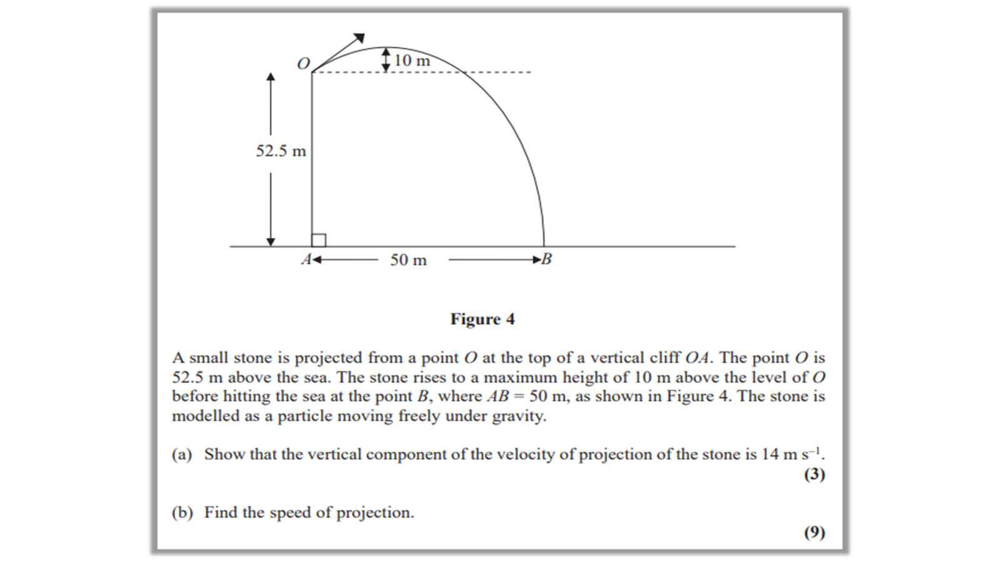 O
10 m
52.5 m
A
50 m
B
Figure 4
A small stone is projected from a point O at the top of a vertical cliff OA. The point O is
52.5 m above the sea. The stone rises to a maximum height of 10 m above the level of O
before hitting the sea at the point B, where AB = 50 m, as shown in Figure 4. The stone is
modelled as a particle moving freely under gravity.
(a) Show that the vertical component of the velocity of projection of the stone is 14 m s⁻¹.
(3)
(b) Find the speed of projection.
(9)